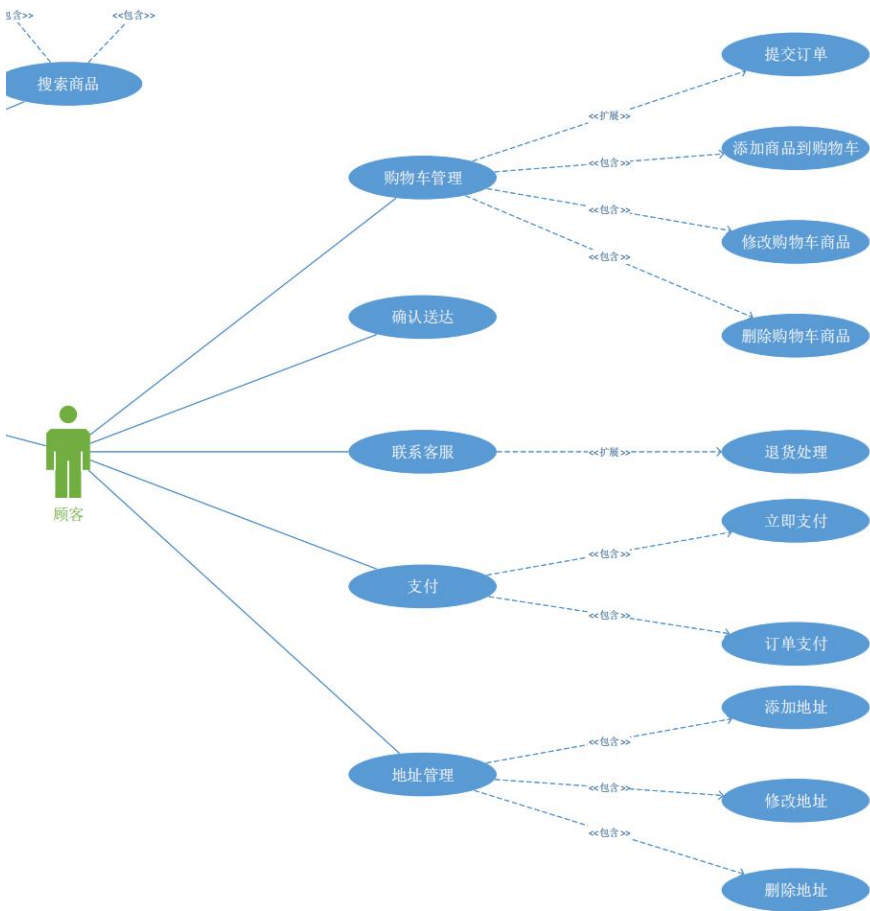 <<包含>>
搜索商品
提交订单
<<扩展>>
添加商品到购物车
<<包含>>
购物车管理
<<包含>>
修改购物车商品
<<包含>>
删除购物车商品
确认送达
顾客
联系客服
<<扩展>>
退货处理
立即支付
<<包含>>
支付
<<包含>>
订单支付
添加地址
<<包含>>
地址管理
<<包含>>
修改地址
<<包含>>
删除地址